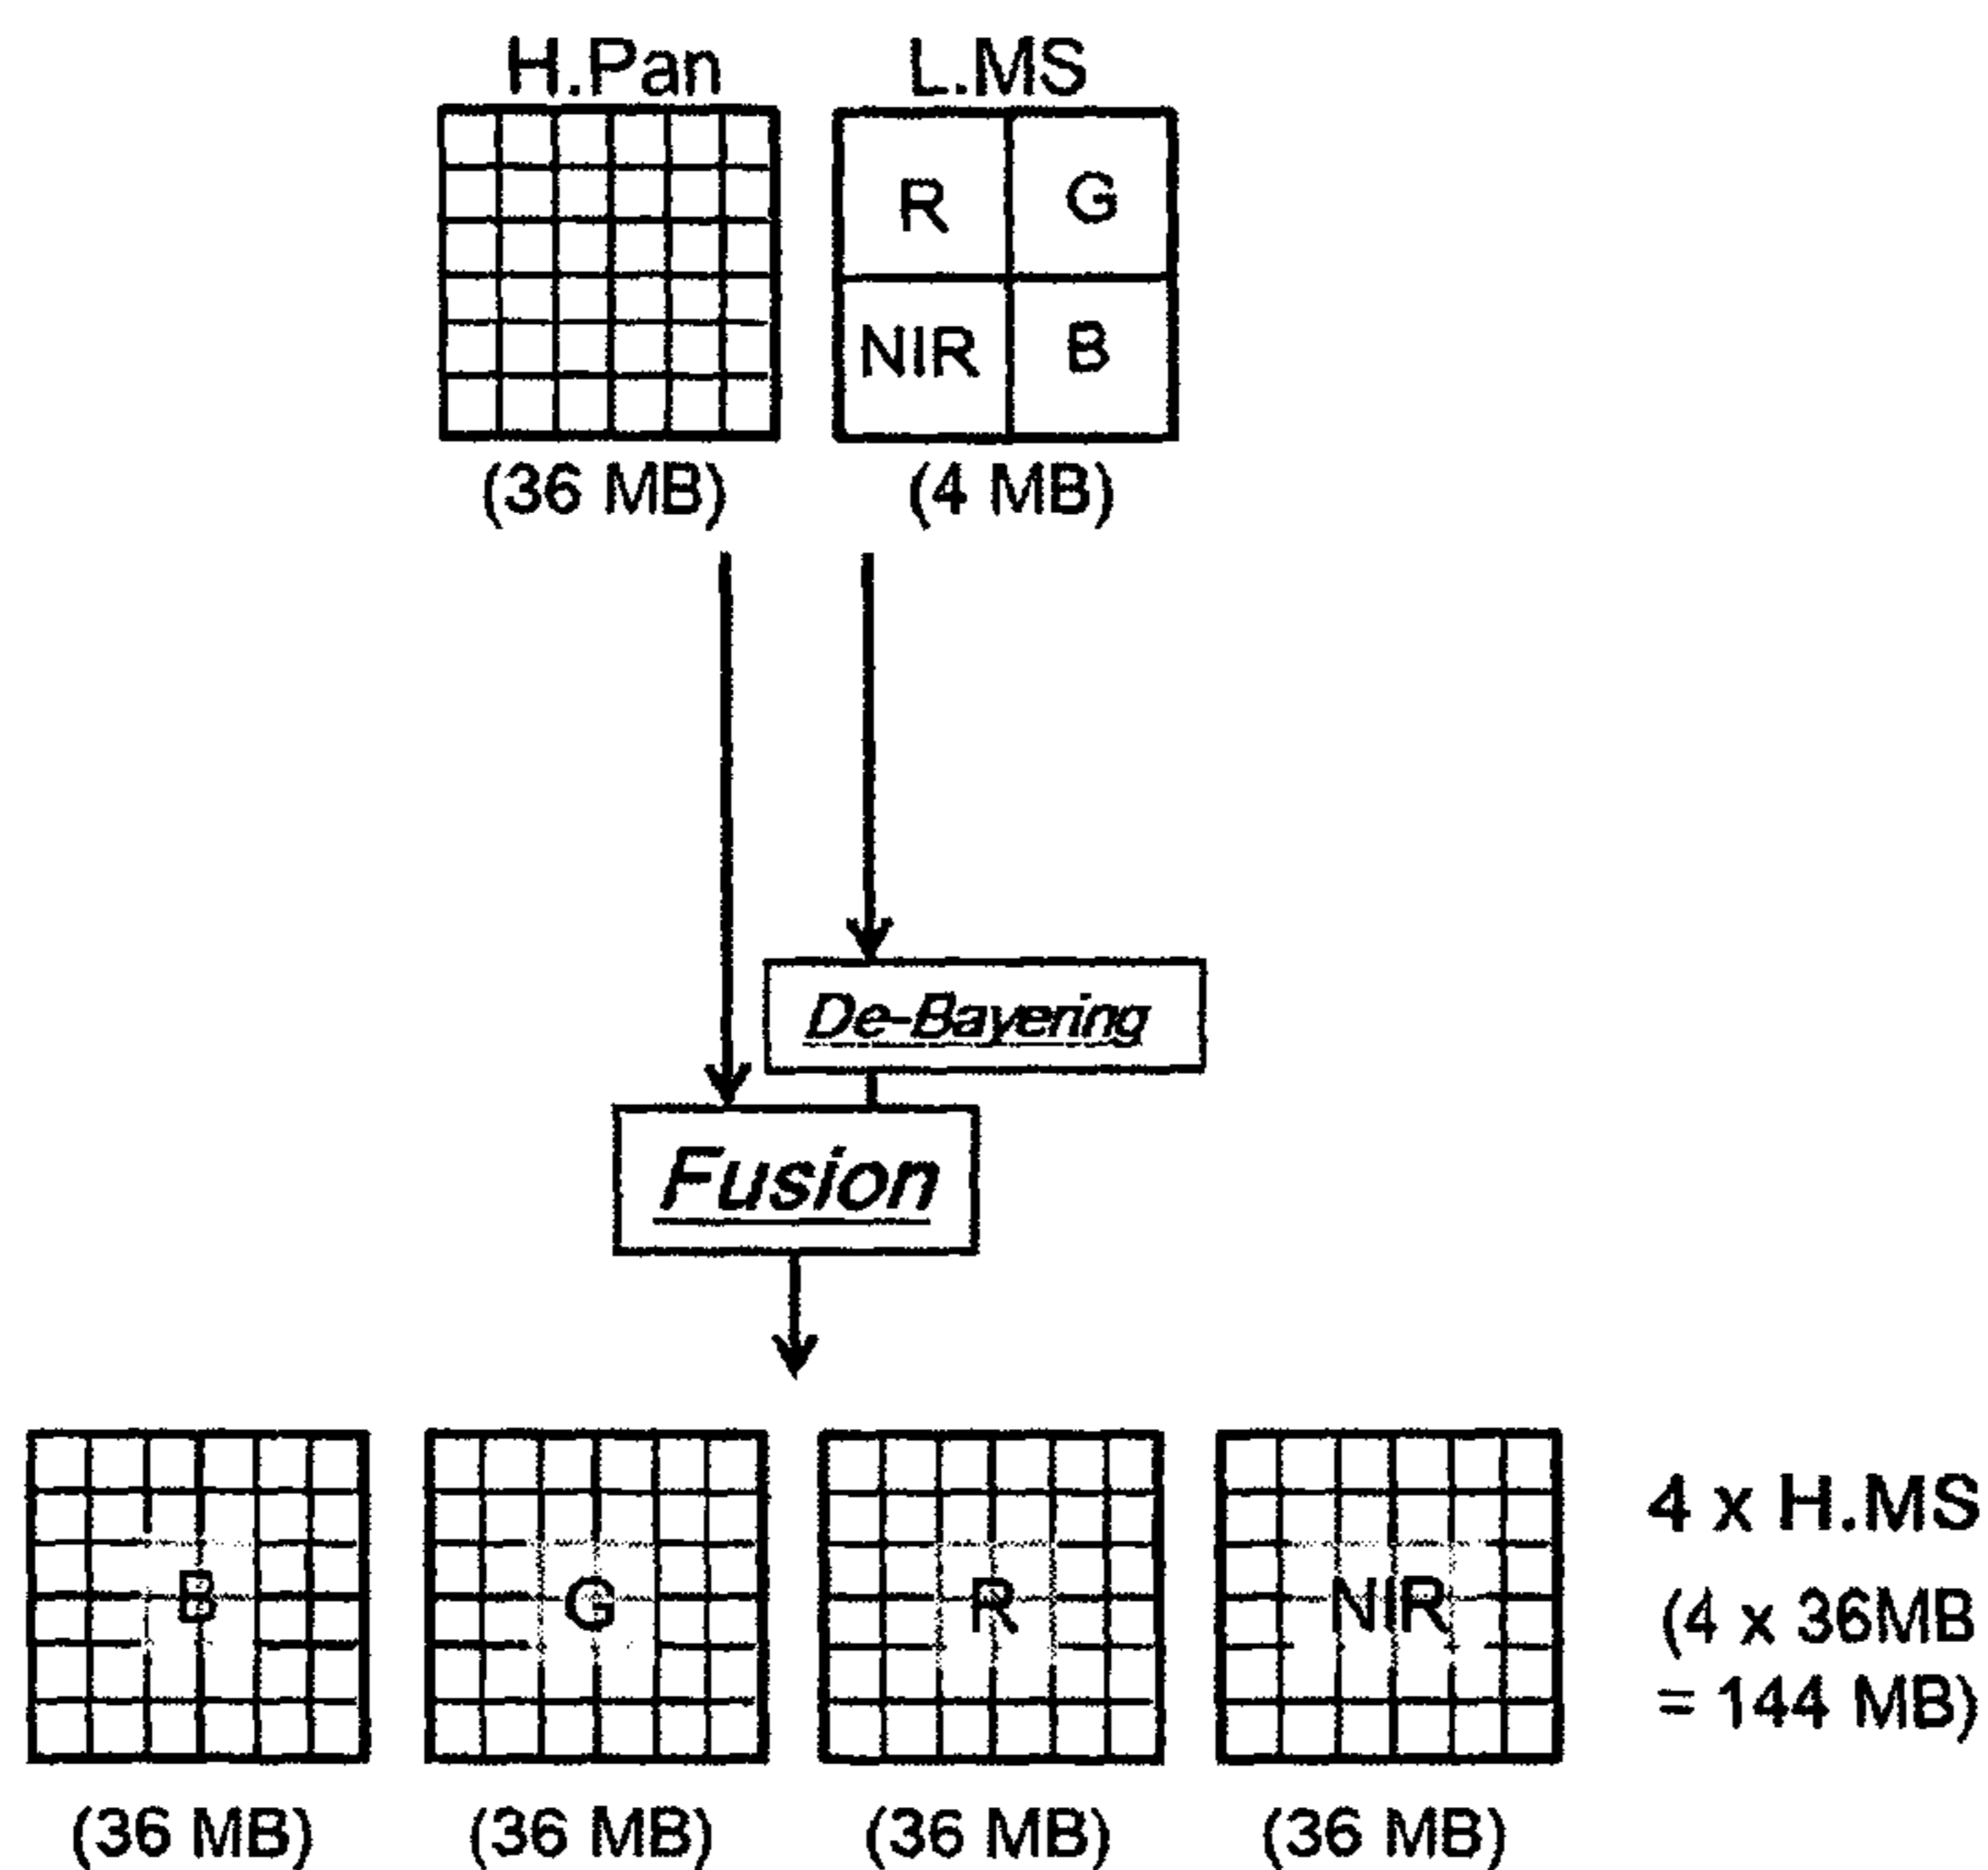 H.Pan L.MS
R G
NIR B
(36 MB) (4 MB)
De-Bayering
Fusion
B G R NIR
4 x H.MS
(4 x 36MB
= 144 MB)
(36 MB) (36 MB) (36 MB) (36 MB)